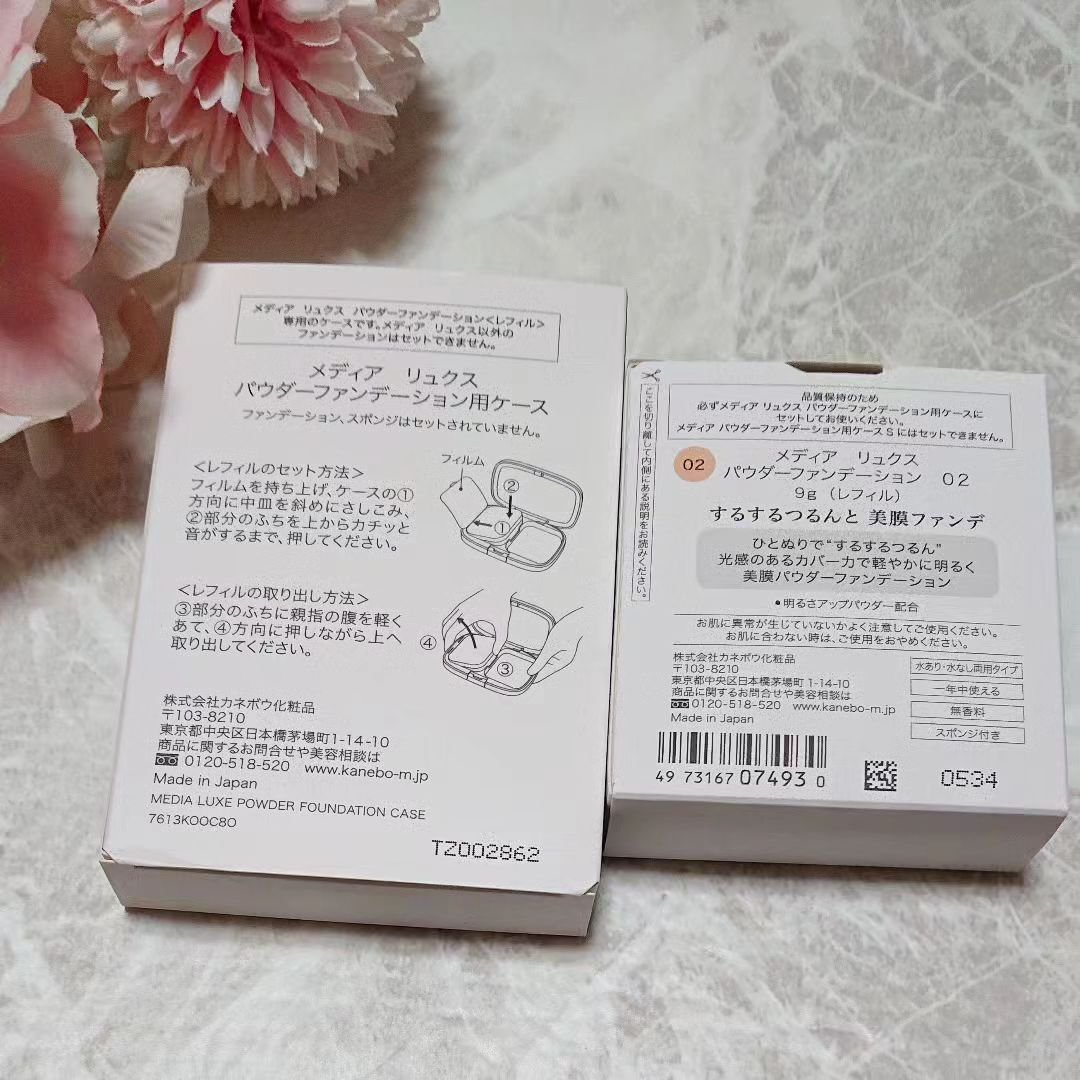 メディア リュクス パウダーファンデーション<レフィル>
専用のケースです。メディア リュクス以外の
ファンデーションはセットできません。
メディア リュクス
パウダーファンデーション用ケース
ファンデーション、スポンジはセットされていません。
<レフィルのセット方法>
フィルムを持ち上げ、ケースの①
方向に中皿を斜めにさしこみ、
②部分のふちを上からカチッと
音がするまで、押してください。
フィルム
②
①
<レフィルの取り出し方法>
③部分のふちに親指の腹を軽く
あて、④方向に押しながら上へ
取り出してください。
④
③
株式会社カネボウ化粧品
〒103-8210
東京都中央区日本橋茅場町1-14-10
商品に関するお問合せや美容相談は
0120-518-520 www.kanebo-m.jp
Made in Japan
MEDIA LUXE POWDER FOUNDATION CASE
7613K00C80
TZ002862
ここを切り離して内側にある説明をお読みください。
品質保持のため
必ずメディア リュクス パウダーファンデーション用ケースに
セットしてお使いください。
メディア パウダーファンデーション用ケース S にはセットできません。
02
メディア リュクス
パウダーファンデーション 02
9g(レフィル)
するするつるんと 美膜ファンデ
ひとぬりで“するするつるん”
光感のあるカバー力で軽やかに明るく
美膜パウダーファンデーション
●明るさアップパウダー配合
お肌に異常が生じていないかよく注意してご使用ください。
お肌に合わない時は、ご使用をおやめください。
株式会社カネボウ化粧品
〒103-8210
東京都中央区日本橋茅場町 1-14-10
商品に関するお問合せや美容相談は
0120-518-520 www.kanebo-m.jp
Made in Japan
水あり・水なし両用タイプ
一年中使える
無香料
スポンジ付き
4973167074930
0534